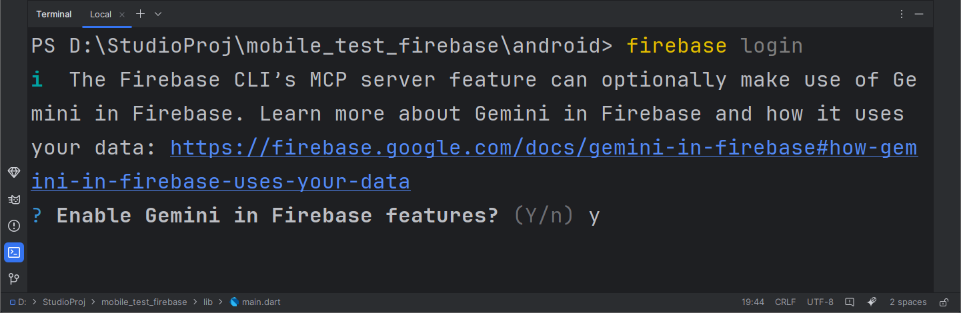 Terminal Local × +
PS D:\StudioProj\mobile_test_firebase\android> firebase login
i  The Firebase CLI’s MCP server feature can optionally make use of Ge
mini in Firebase. Learn more about Gemini in Firebase and how it uses
your data: https://firebase.google.com/docs/gemini-in-firebase#how-gem
ini-in-firebase-uses-your-data
? Enable Gemini in Firebase features? (Y/n) y
D: > StudioProj > mobile_test_firebase > lib > main.dart 19:44 CRLF UTF-8 2 spaces